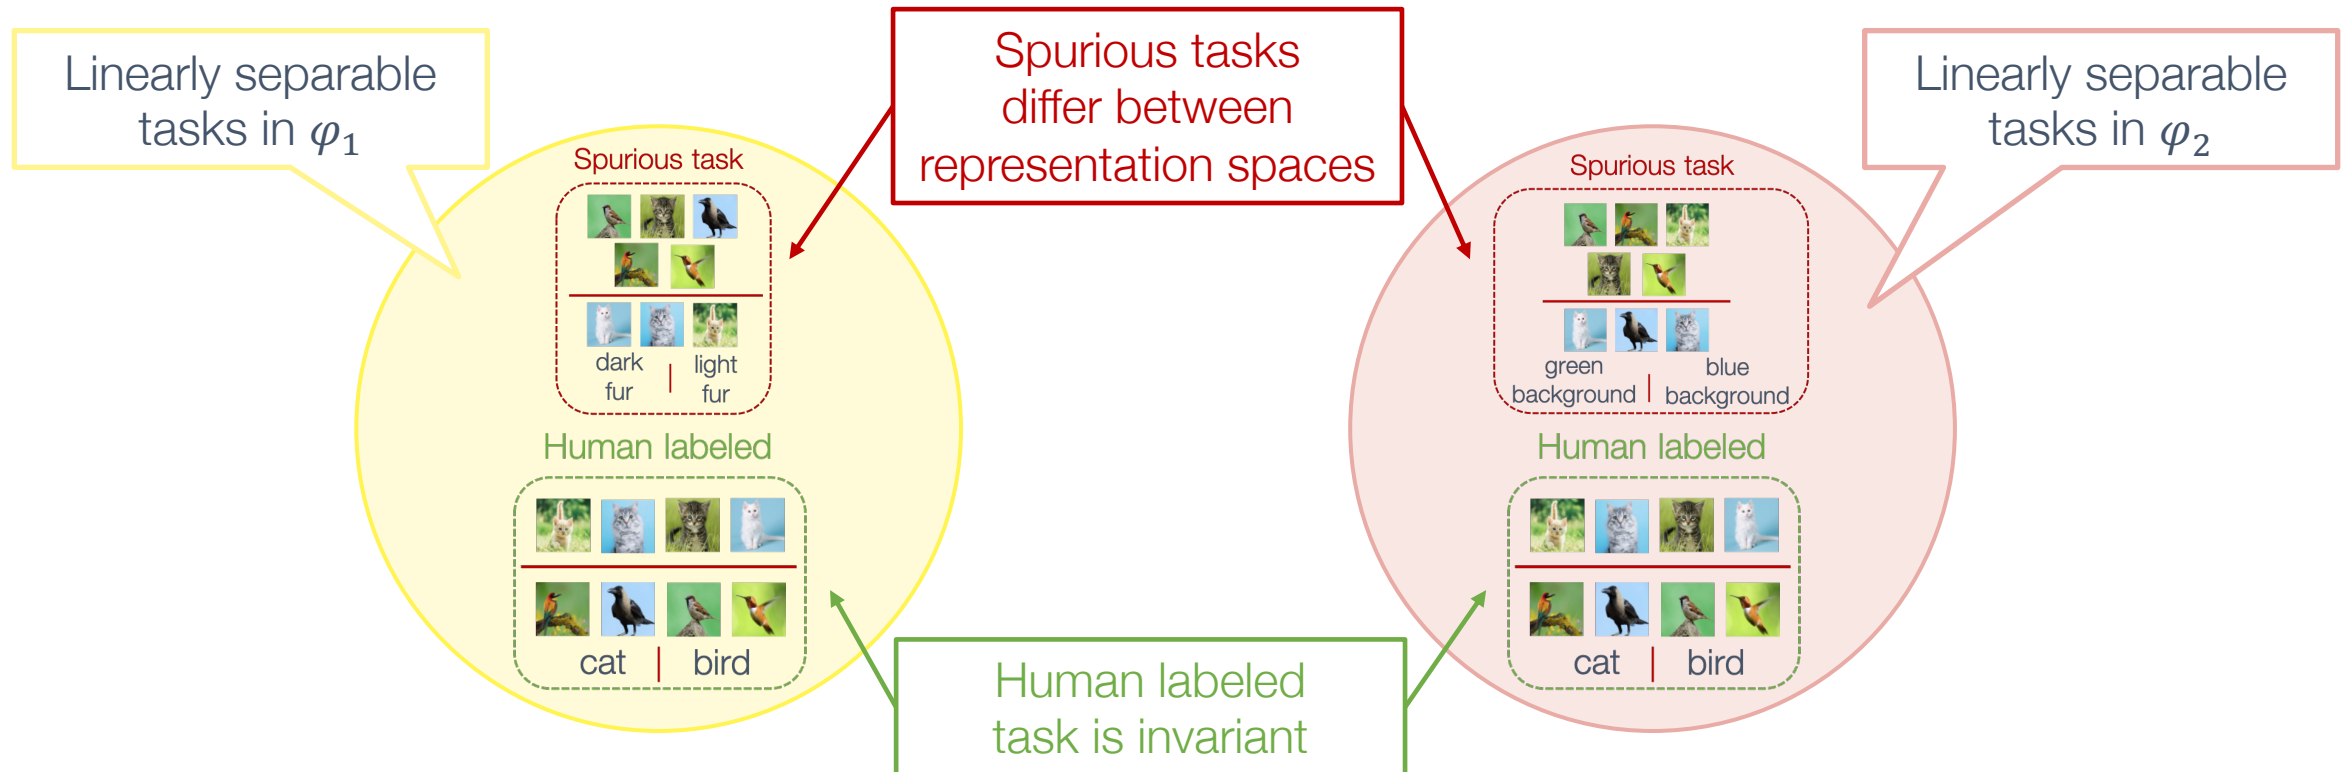 Linearly separable
tasks in φ₁
Spurious tasks
differ between
representation spaces
Linearly separable
tasks in φ₂
Spurious task
dark
fur
light
fur
Human labeled
cat | bird
Spurious task
green
background
blue
background
Human labeled
cat | bird
Human labeled
task is invariant